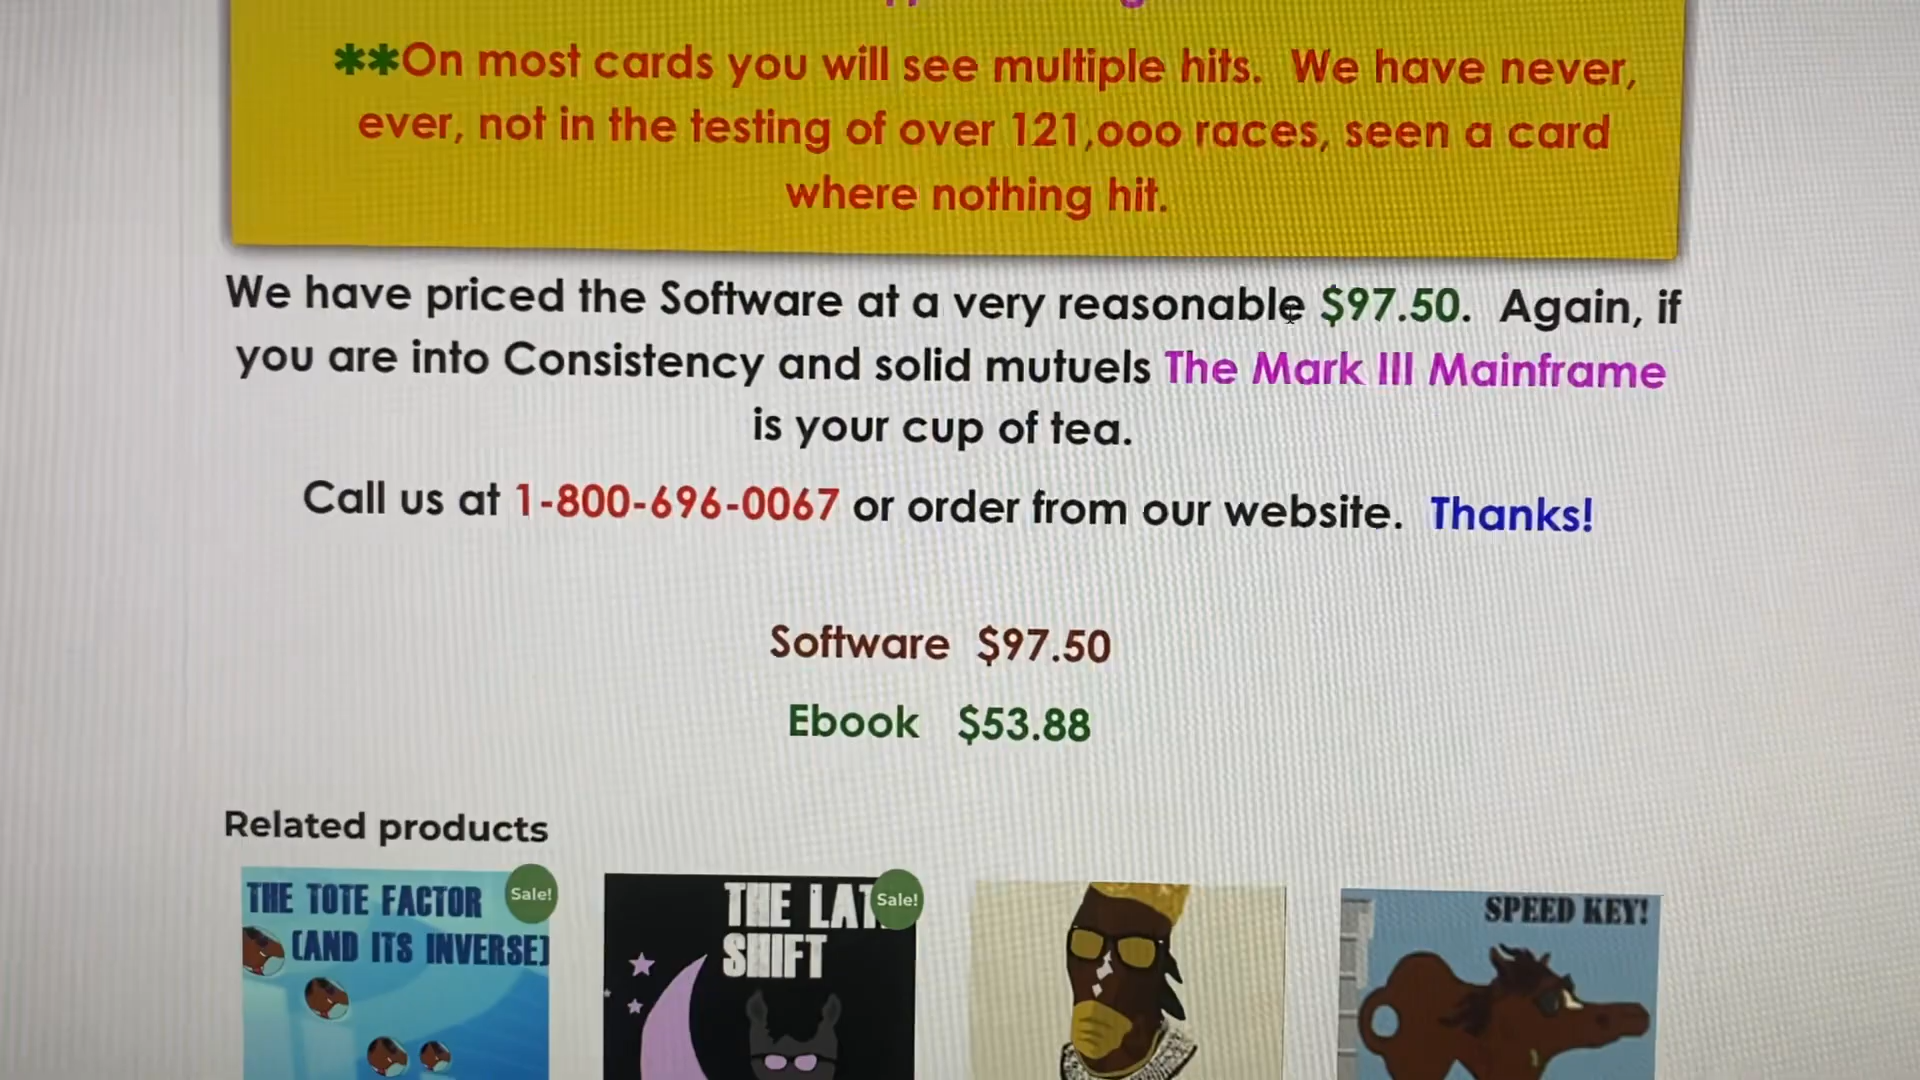 **On most cards you will see multiple hits. We have never,
ever, not in the testing of over 121,ooo races, seen a card
where nothing hit.
We have priced the Software at a very reasonable $97.50. Again, if
you are into Consistency and solid mutuels The Mark III Mainframe
is your cup of tea.
Call us at 1-800-696-0067 or order from our website. Thanks!
Software $97.50
Ebook $53.88
Related products
THE TOTE FACTOR
(AND ITS INVERSE)
Sale!
THE
SHIFT
Sale!
SPEED KEY!